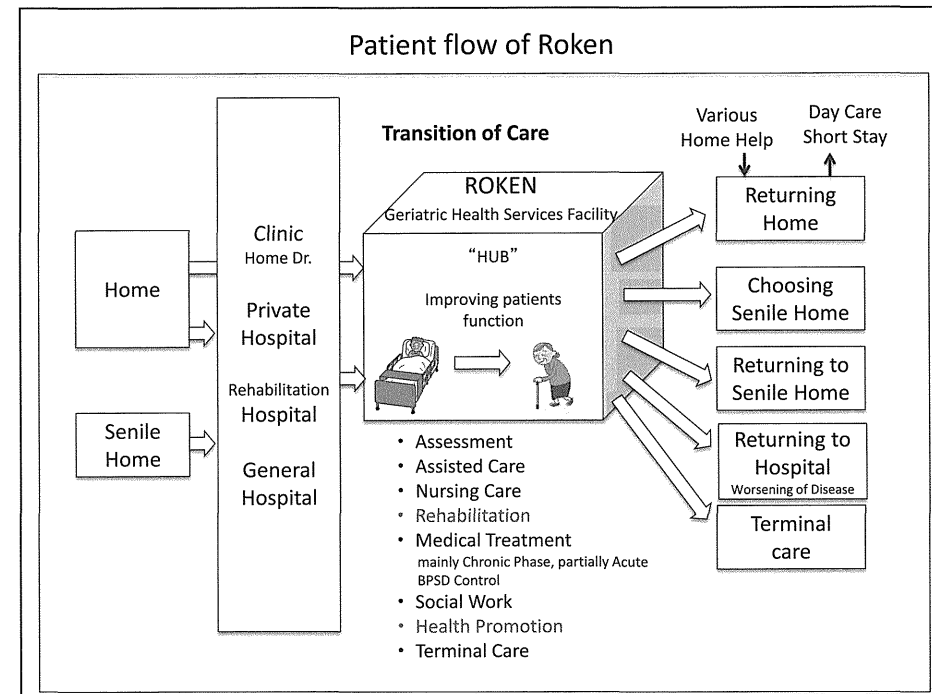 Patient flow of Roken
Home
Senile
Home
Clinic
Home Dr.
Private
Hospital
Rehabilitation
Hospital
General
Hospital
Transition of Care
ROKEN
Geriatric Health Services Facility
“HUB”
Improving patients
function
• Assessment
• Assisted Care
• Nursing Care
• Rehabilitation
• Medical Treatment
mainly Chronic Phase, partially Acute
BPSD Control
• Social Work
• Health Promotion
• Terminal Care
Various
Home Help
Day Care
Short Stay
Returning
Home
Choosing
Senile Home
Returning to
Senile Home
Returning to
Hospital
Worsening of Disease
Terminal
care